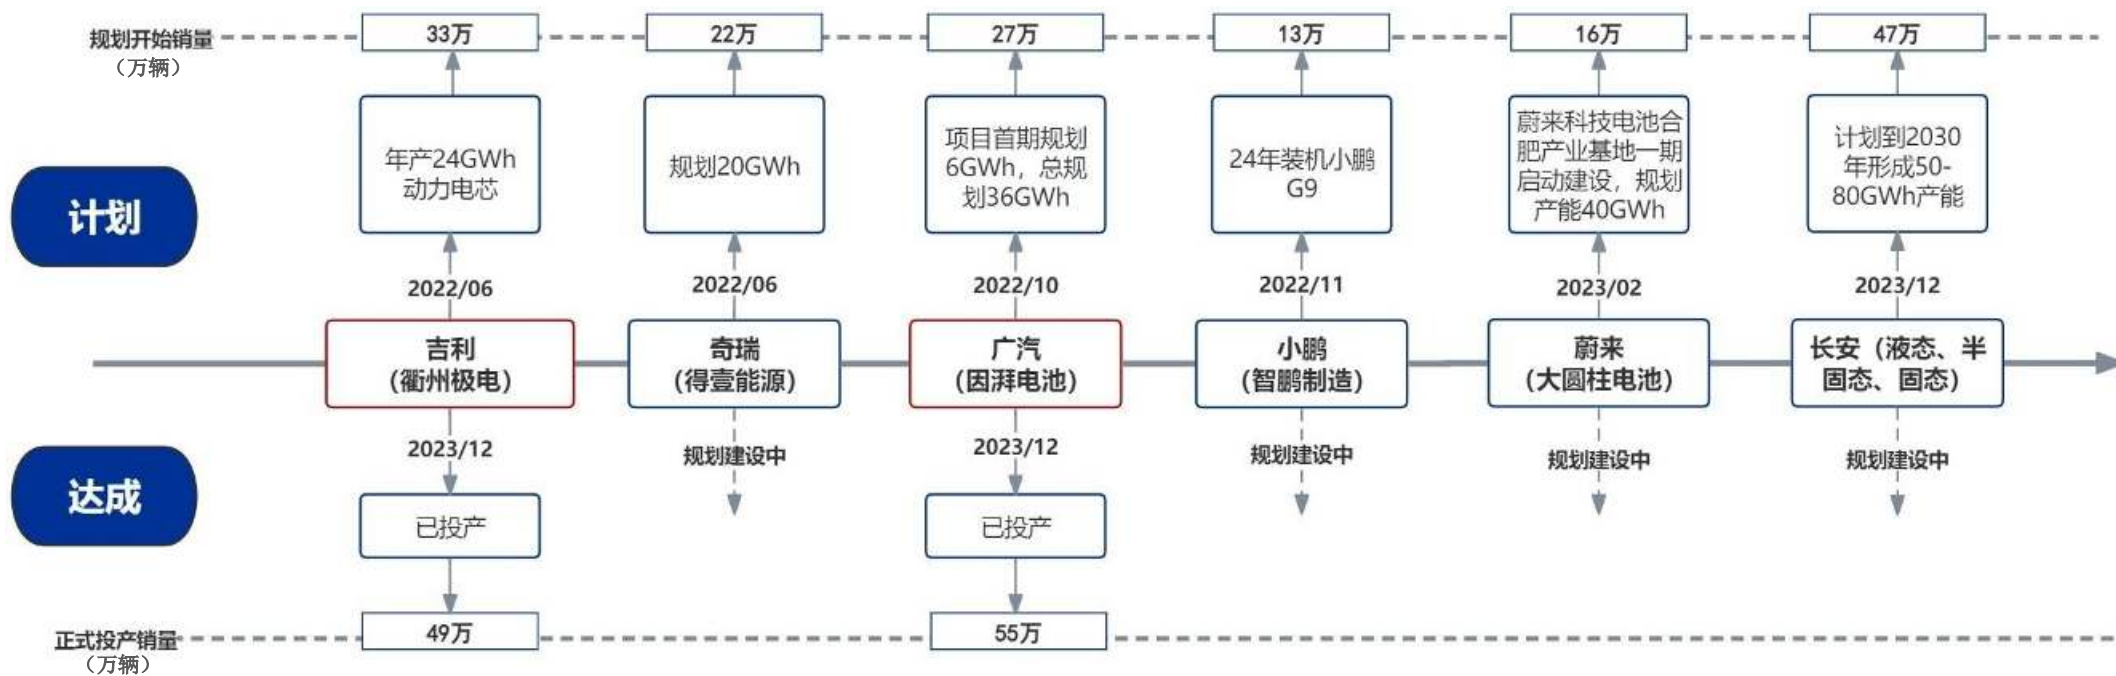 规划开始销量
（万辆）
33万
22万
27万
13万
16万
47万
年产24GWh
动力电芯
规划20GWh
项目首期规划
6GWh，总规
划36GWh
24年装机小鹏
G9
蔚来科技电池合
肥产业基地一期
启动建设，规划
产能40GWh
计划到2030
年形成50-
80GWh产能
计划
2022/06
2022/06
2022/10
2022/11
2023/02
2023/12
吉利
（衢州极电）
奇瑞
（得壹能源）
广汽
（因湃电池）
小鹏
（智鹏制造）
蔚来
（大圆柱电池）
长安（液态、半
固态、固态）
2023/12
规划建设中
2023/12
规划建设中
规划建设中
规划建设中
达成
已投产
已投产
正式投产销量
（万辆）
49万
55万